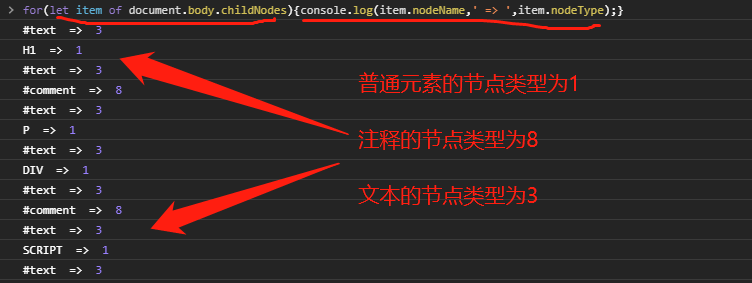 > for(let item of document.body.childNodes){console.log(item.nodeName,' => ',item.nodeType);}
#text => 3
H1 => 1
#text => 3
#comment => 8
#text => 3
P => 1
#text => 3
DIV => 1
#text => 3
#comment => 8
#text => 3
SCRIPT => 1
#text => 3
普通元素的节点类型为1
注释的节点类型为8
文本的节点类型为3